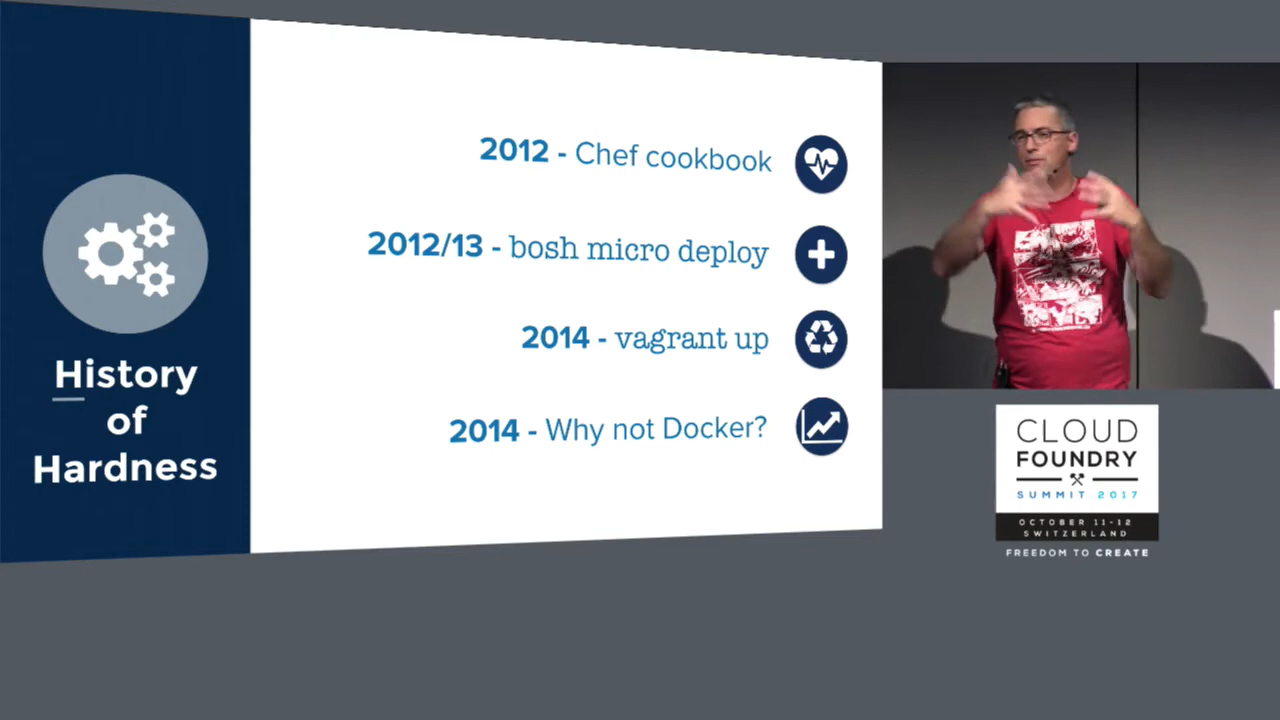 History
of
Hardness
2012 - Chef cookbook
2012/13 - bosh micro deploy
2014 - vagrant up
2014 - Why not Docker?
CLOUD
FOUNDRY
SUMMIT 2017
OCTOBER 11-12
SWITZERLAND
FREEDOM TO CREATE